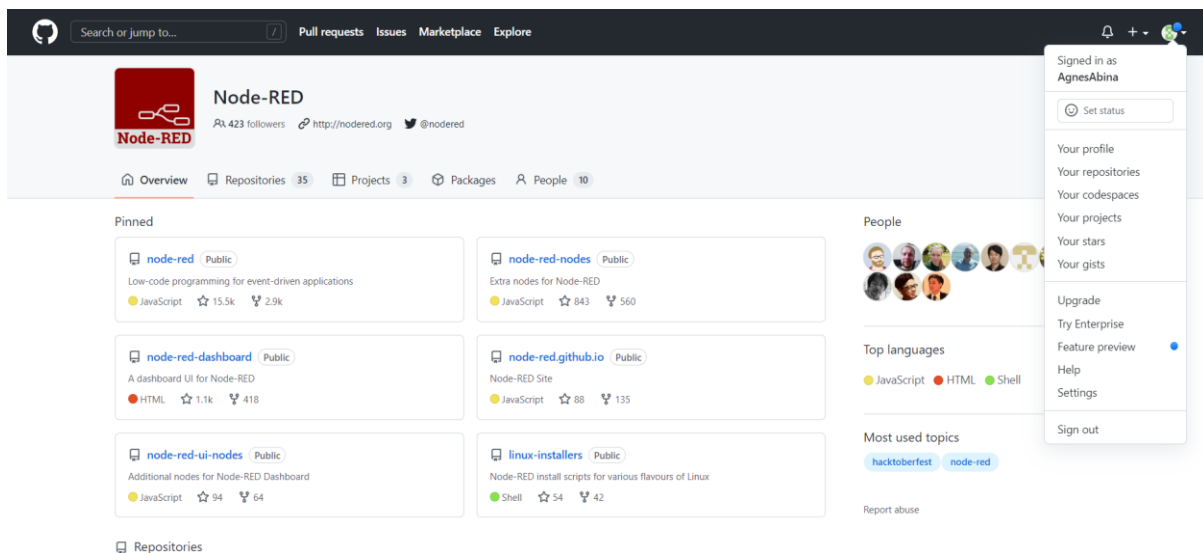 Search or jump to... /
Pull requests Issues Marketplace Explore
Node-RED
Node-RED
423 followers http://nodered.org @nodered
Overview Repositories 35 Projects 3 Packages People 10
Signed in as
AgnesAbina
Set status
Your profile
Your repositories
Your codespaces
Your projects
Your stars
Your gists
Upgrade
Try Enterprise
Feature preview
Help
Settings
Sign out
Pinned
node-red Public
Low-code programming for event-driven applications
JavaScript 15.5k 2.9k
node-red-nodes Public
Extra nodes for Node-RED
JavaScript 843 560
node-red-dashboard Public
A dashboard UI for Node-RED
HTML 1.1k 418
node-red.github.io Public
Node-RED Site
JavaScript 88 135
node-red-ui-nodes Public
Additional nodes for Node-RED Dashboard
JavaScript 94 64
linux-installers Public
Node-RED install scripts for various flavours of Linux
Shell 54 42
Repositories
People
Top languages
JavaScript HTML Shell
Most used topics
hacktoberfest node-red
Report abuse